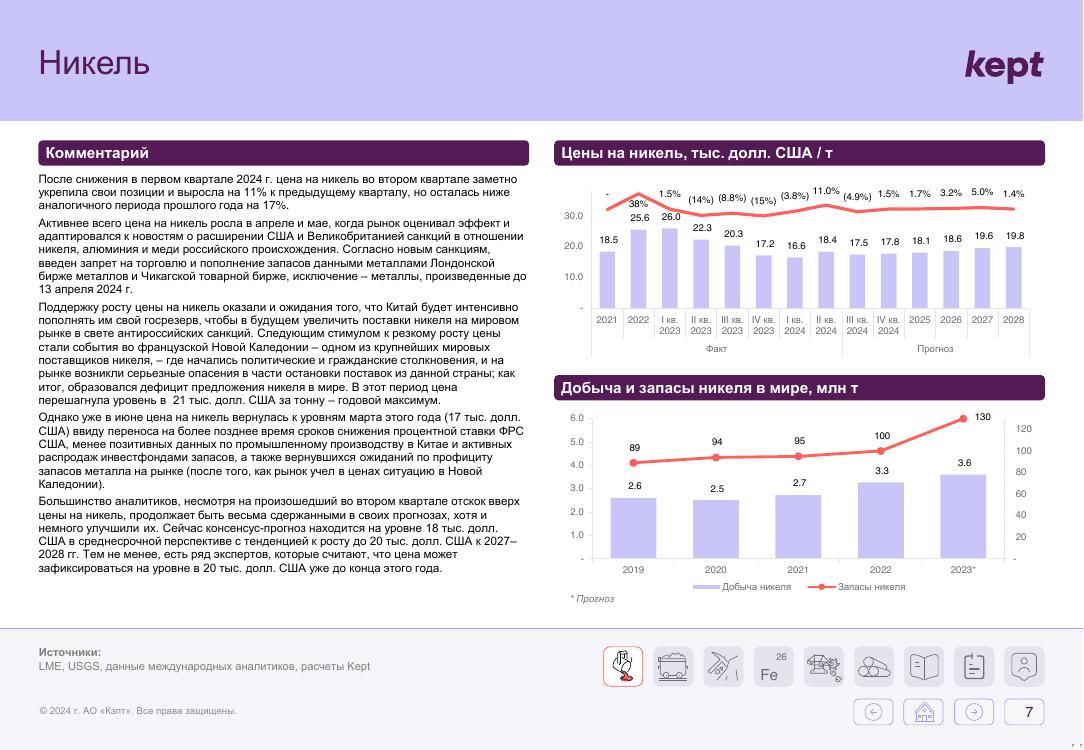 Никель
kept
Комментарий
После снижения в первом квартале 2024 г. цена на никель во втором квартале заметно
укрепила свои позиции и выросла на 11% к предыдущему кварталу, но осталась ниже
аналогичного периода прошлого года на 17%.
Активнее всего цена на никель росла в апреле и мае, когда рынок оценивал эффект и
адаптировался к новостям о расширении США и Великобританией санкций в отношении
никеля, алюминия и меди российского происхождения. Согласно новым санкциям,
введен запрет на торговлю и пополнение запасов данными металлами Лондонской
бирже металлов и Чикагской товарной бирже, исключение – металлы, произведенные до
13 апреля 2024 г.
Поддержку росту цены на никель оказали и ожидания того, что Китай будет интенсивно
пополнять им свой госрезерв, чтобы в будущем увеличить поставки никеля на мировом
рынке в свете антироссийских санкций. Следующим стимулом к резкому росту цены
стали события во французской Новой Каледонии – одном из крупнейших мировых
поставщиков никеля, – где начались политические и гражданские столкновения, и на
рынке возникли серьезные опасения в части остановки поставок из данной страны; как
итог, образовался дефицит предложения никеля в мире. В этот период цена
перешагнула уровень в 21 тыс. долл. США за тонну – годовой максимум.
Однако уже в июне цена на никель вернулась к уровням марта этого года (17 тыс. долл.
США) ввиду переноса на более позднее время сроков снижения процентной ставки ФРС
США, менее позитивных данных по промышленному производству в Китае и активных
распродаж инвестфондами запасов, а также вернувшихся ожиданий по профициту
запасов металла на рынке (после того, как рынок учел в ценах ситуацию в Новой
Каледонии).
Большинство аналитиков, несмотря на произошедший во втором квартале отскок вверх
цены на никель, продолжает быть весьма сдержанными в своих прогнозах, хотя и
немного улучшили их. Сейчас консенсус-прогноз находится на уровне 18 тыс. долл.
США в среднесрочной перспективе с тенденцией к росту до 20 тыс. долл. США к 2027–
2028 гг. Тем не менее, есть ряд экспертов, которые считают, что цена может
зафиксироваться на уровне в 20 тыс. долл. США уже до конца этого года.
Цены на никель, тыс. долл. США / т
- 38% 1.5% (14%) (8.8%) (15%) (3.8%) 11.0% (4.9%) 1.5% 1.7% 3.2% 5.0% 1.4%
30.0
20.0
10.0
-
18.5 25.6 26.0 22.3 20.3 17.2 16.6 18.4 17.5 17.8 18.1 18.6 19.6 19.8
2021 2022 I кв. II кв. III кв. IV кв. I кв. II кв. III кв. IV кв. 2025 2026 2027 2028
2023 2023 2023 2023 2024 2024 2024 2024
Факт Прогноз
Добыча и запасы никеля в мире, млн т
6.0
5.0
4.0
3.0
2.0
1.0
-
89 94 95 100 130
2.6 2.5 2.7 3.3 3.6
120
100
80
60
40
20
-
2019 2020 2021 2022 2023*
Добыча никеля Запасы никеля
* Прогноз
Источники:
LME, USGS, данные международных аналитиков, расчеты Kept
26
Fe
© 2024 г. АО «Кэпт». Все права защищены.
7